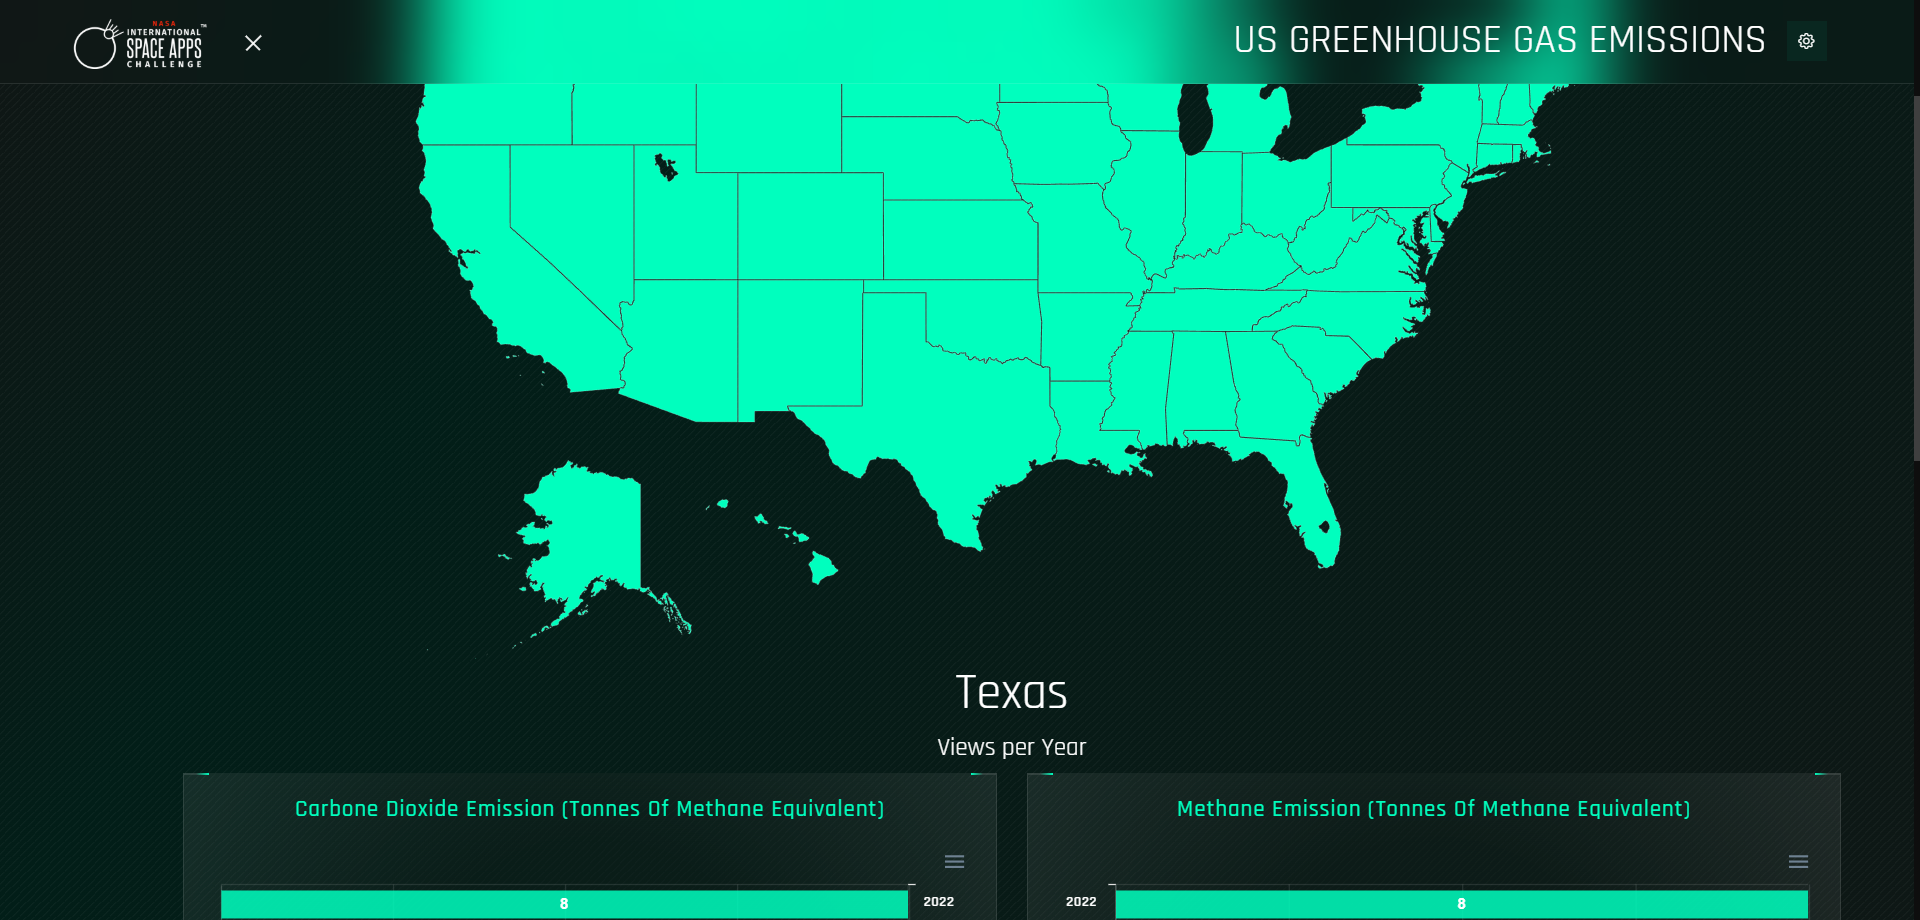 NASA
INTERNATIONAL
SPACE APPS
CHALLENGE
™
US GREENHOUSE GAS EMISSIONS
Texas
Views per Year
Carbone Dioxide Emission (Tonnes Of Methane Equivalent)
8
2022
Methane Emission (Tonnes Of Methane Equivalent)
2022
8